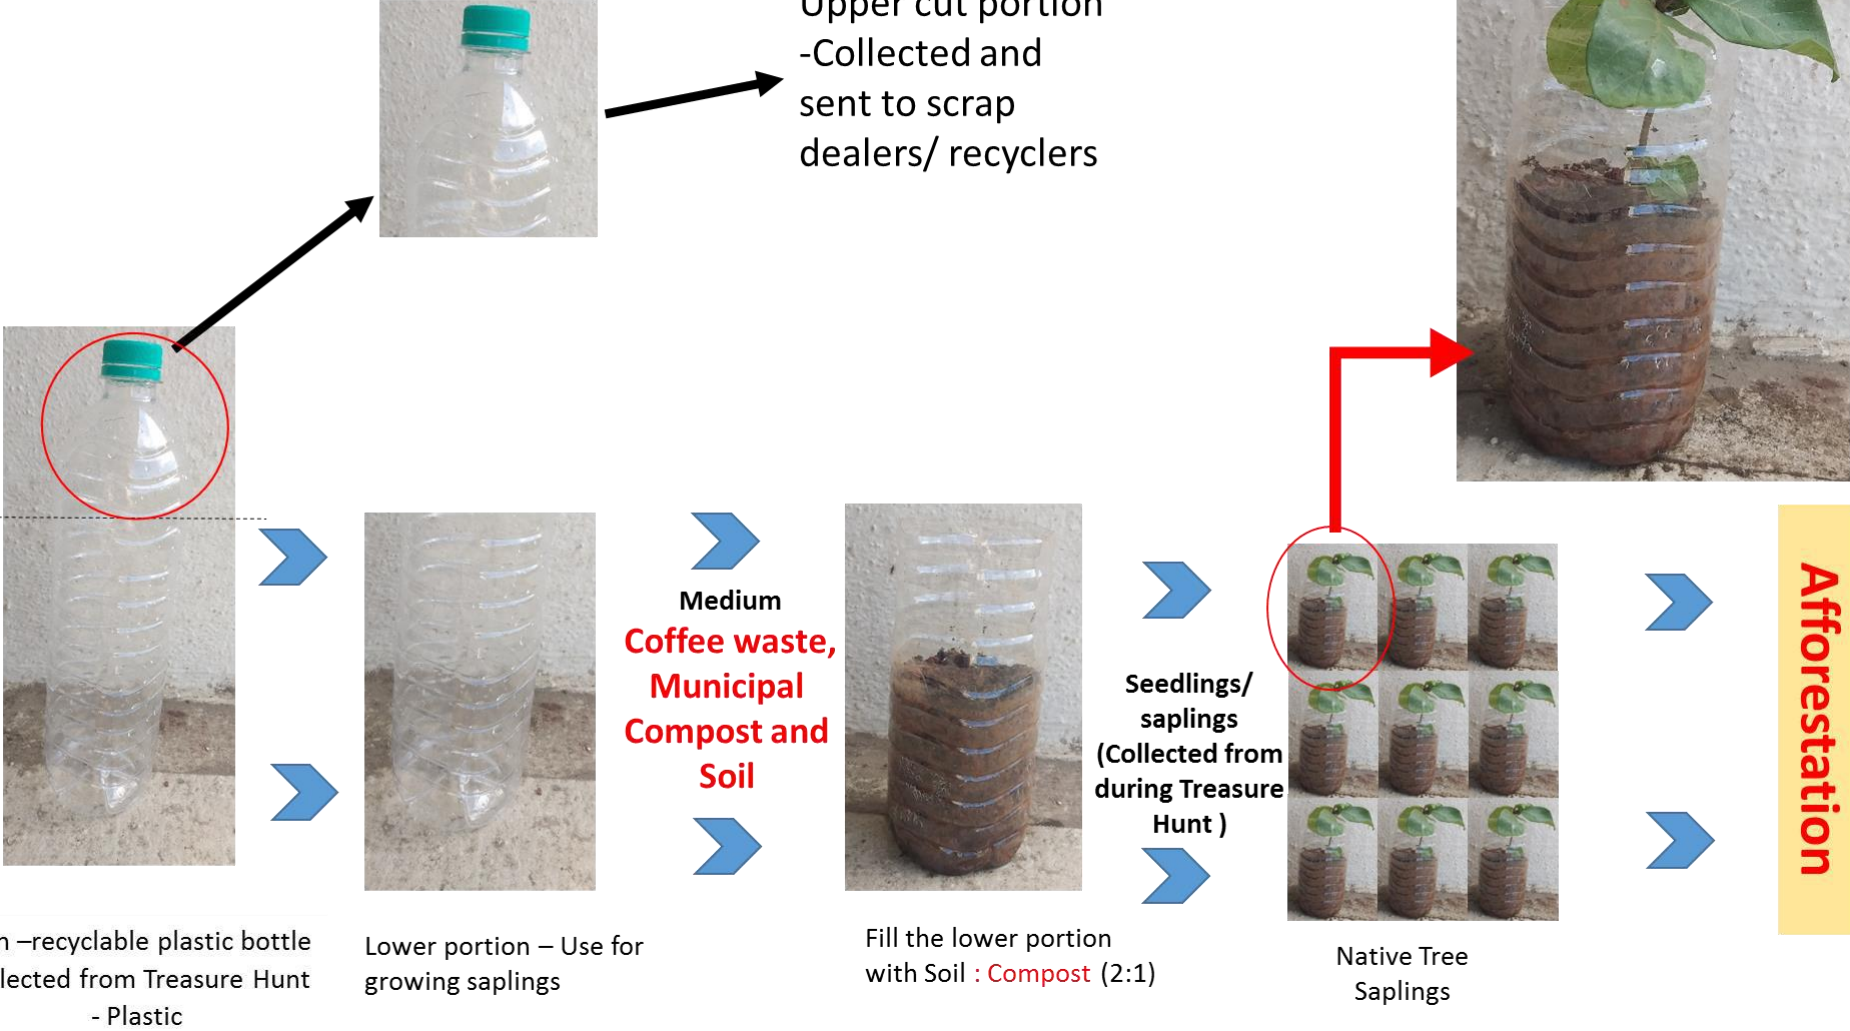 Upper cut portion
-Collected and
sent to scrap
dealers/ recyclers
Medium
Coffee waste,
Municipal
Compost and
Soil
Seedlings/
saplings
(Collected from
during Treasure
Hunt )
Afforestation
–recyclable plastic bottle
from Treasure Hunt
- Plastic
Lower portion – Use for
growing saplings
Fill the lower portion
with Soil : Compost (2:1)
Native Tree
Saplings